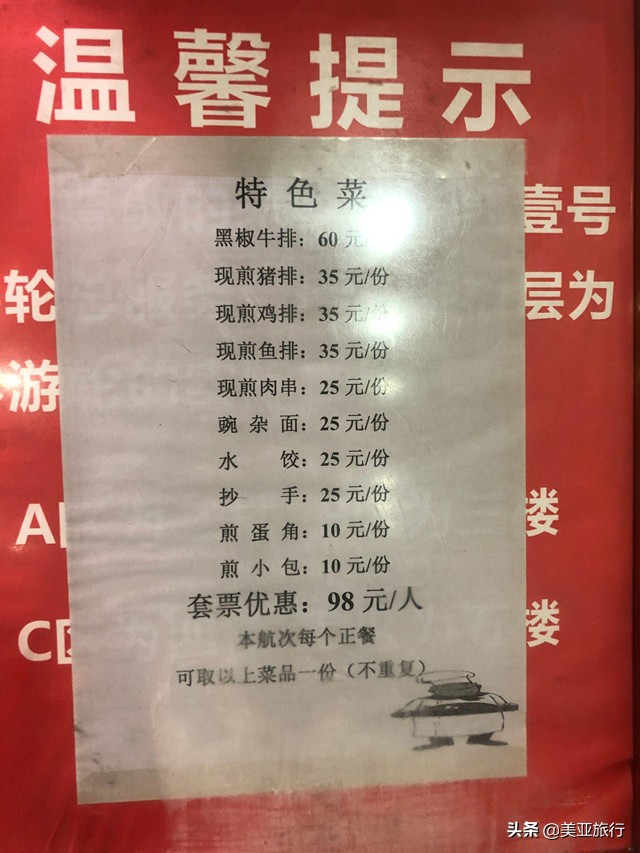 温馨提示
特色菜
壹号
黑椒牛排：60 元
轮
现煎猪排：35 元/份
层为
现煎鸡排：35 元/份
现煎鱼排：35 元/份
游
现煎肉串：25 元/份
豌杂面：25 元/份
水饺：25 元/份
抄手：25 元/份
楼
煎蛋角：10 元/份
煎小包：10 元/份
套票优惠：98 元/人
楼
本航次每个正餐
可取以上菜品一份（不重复）
头条 @美亚旅行